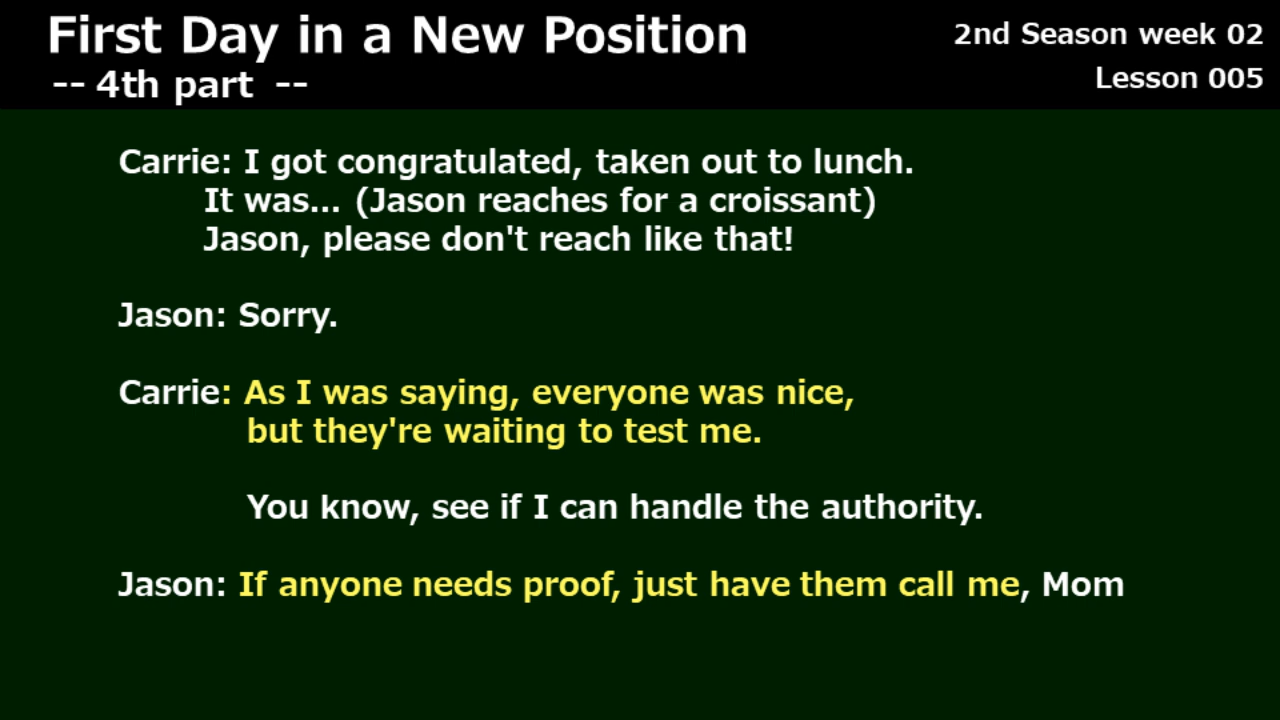 First Day in a New Position
2nd Season week 02
-- 4th part --
Lesson 005
Carrie: I got congratulated, taken out to lunch.
It was... (Jason reaches for a croissant)
Jason, please don't reach like that!
Jason: Sorry.
Carrie: As I was saying, everyone was nice,
but they're waiting to test me.
You know, see if I can handle the authority.
Jason: If anyone needs proof, just have them call me, Mom